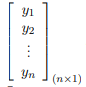 y₁
y₂
⋮
yₙ
(n×1)